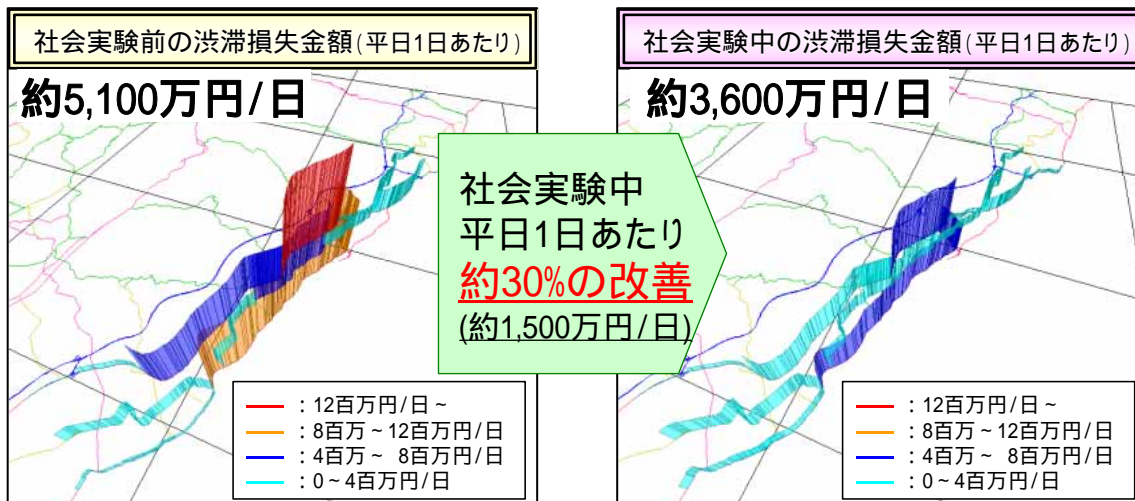 社会実験前の渋滞損失金額(平日1日あたり)
約5,100万円/日
社会実験中
平日1日あたり
約30%の改善
(約1,500万円/日)
社会実験中の渋滞損失金額(平日1日あたり)
約3,600万円/日
：12百万円/日~
：8百万~12百万円/日
：4百万~ 8百万円/日
：0~4百万円/日
：12百万円/日~
：8百万~12百万円/日
：4百万~ 8百万円/日
：0~4百万円/日